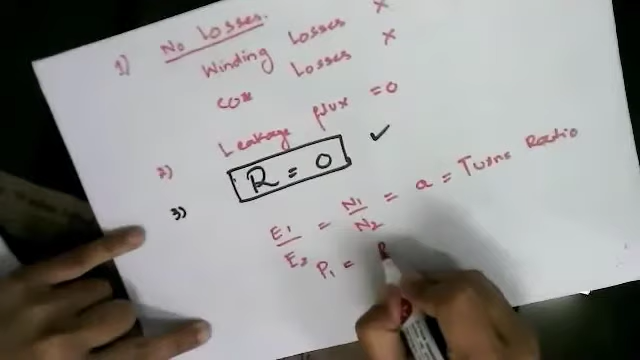 1) No Losses.
Winding Losses x
core Losses x
2) Leakage flux = 0
3) R = 0 ✓
E1/E2 = N1/N2 = a = Turns Ratio
P1 = P